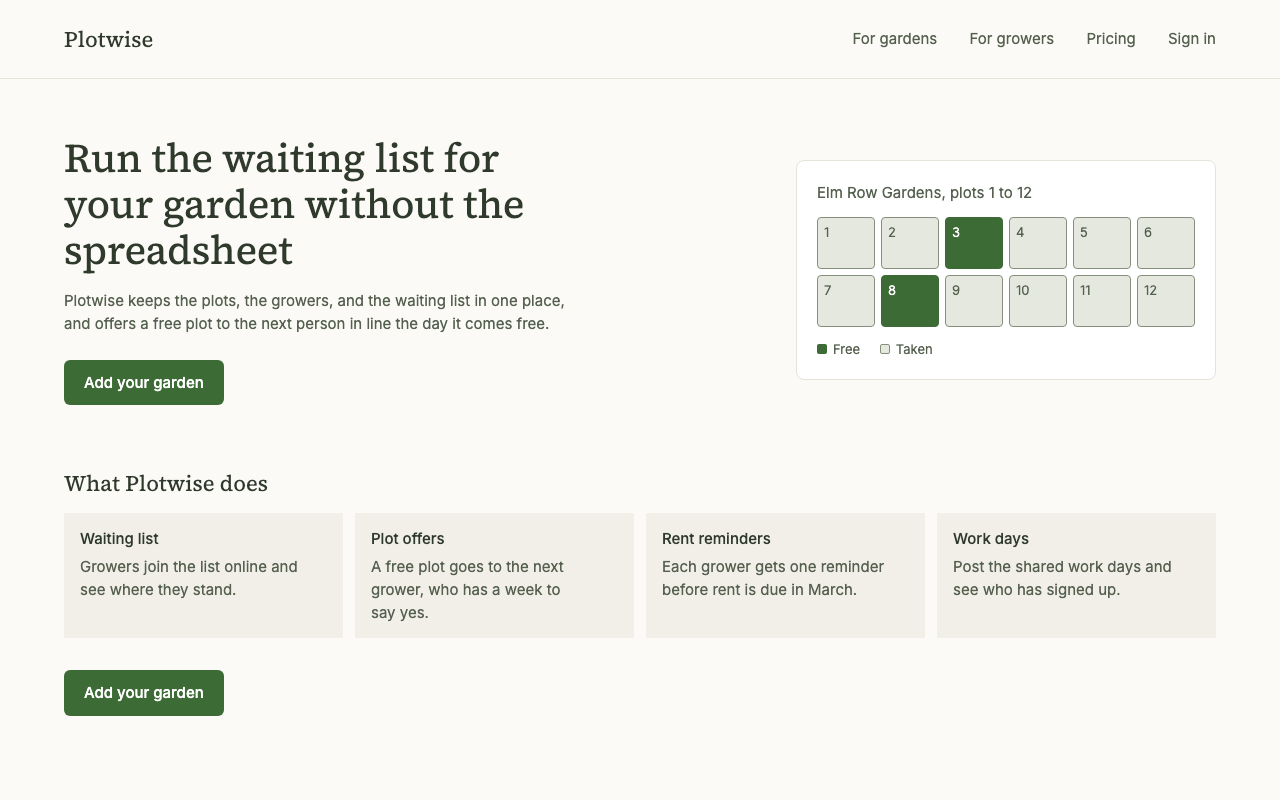 Plotwise
For gardens
For growers
Pricing
Sign in
Run the waiting list for
your garden without the
spreadsheet
Plotwise keeps the plots, the growers, and the waiting list in one place,
and offers a free plot to the next person in line the day it comes free.
Add your garden
Elm Row Gardens, plots 1 to 12
1 2 3 4 5 6
7 8 9 10 11 12
Free Taken
What Plotwise does
Waiting list
Growers join the list online and
see where they stand.
Plot offers
A free plot goes to the next
grower, who has a week to
say yes.
Rent reminders
Each grower gets one reminder
before rent is due in March.
Work days
Post the shared work days and
see who has signed up.
Add your garden